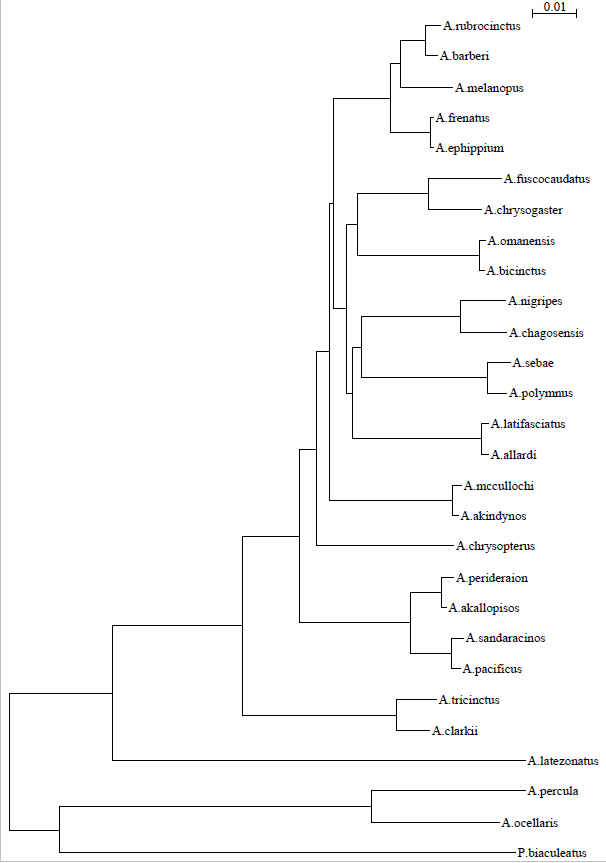 0.01
A.rubrocinctus
A.barberi
A.melanopus
A.frenatus
A.ephippium
A.fuscocaudatus
A.chrysogaster
A.omanensis
A.bicinctus
A.nigripes
A.chagosensis
A.sebae
A.polymnus
A.latifasciatus
A.allardi
A.mccullochi
A.akindynos
A.chrysopterus
A.perideraion
A.akallopisos
A.sandaracinos
A.pacificus
A.tricinctus
A.clarkii
A.latezonatus
A.percula
A.ocellaris
P.biaculeatus